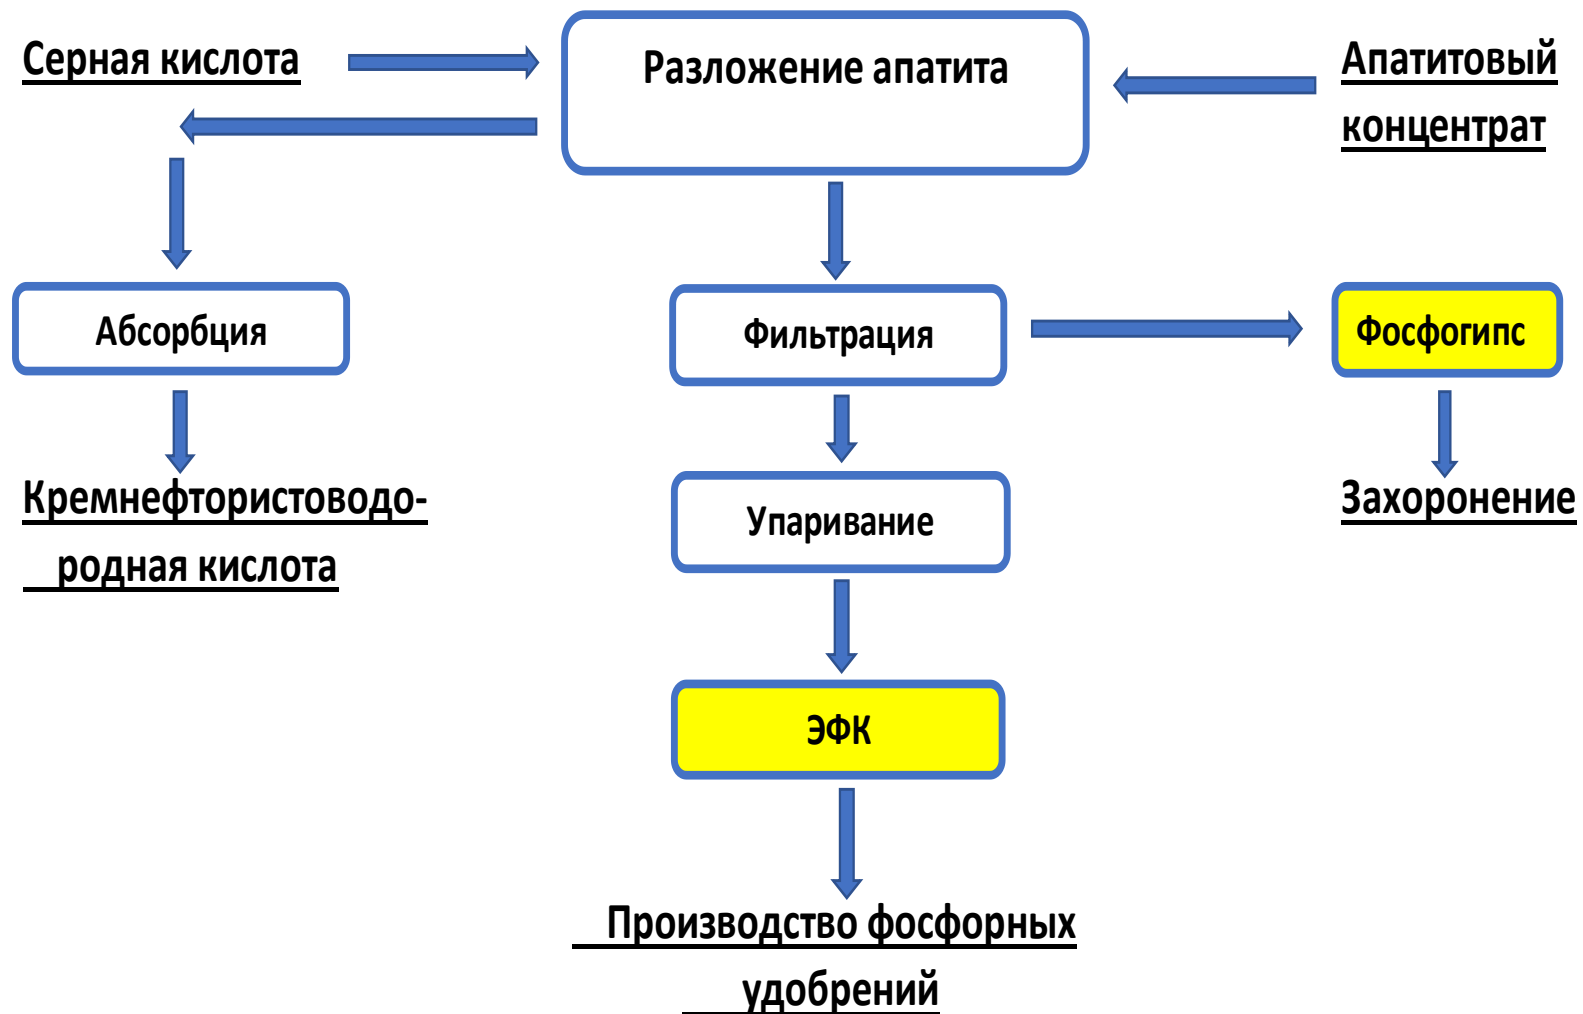 Серная кислота
Разложение апатита
Апатитовый
концентрат
Абсорбция
Фильтрация
Фосфогипс
Кремнефтористоводо-
родная кислота
Упаривание
Захоронение
ЭФК
Производство фосфорных
удобрений